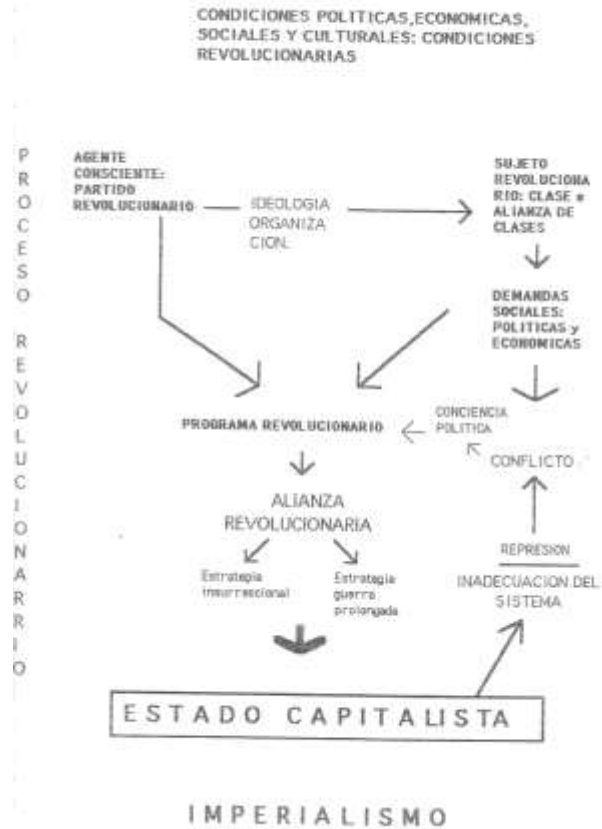 CONDICIONES POLITICAS,ECONOMICAS,
SOCIALES Y CULTURALES: CONDICIONES
REVOLUCIONARIAS
PROCESO REVOLUCIONARRIO
AGENTE
CONSCIENTE:
PARTIDO
REVOLUCIONARIO
IDEOLOGIA
ORGANIZA
CION.
SUJETO
REVOLUCIONA
RIO: CLASE o
ALIANZA DE
CLASES
DEMANDAS
SOCIALES:
POLITICAS y
ECONOMICAS
PROGRAMA REVOLUCIONARIO
CONCIENCIA
POLITICA
CONFLICTO
ALIANZA
REVOLUCIONARIA
REPRESION
INADECUACION DEL
SISTEMA
Estrategia
insurreccional
Estrategia
guerra
prolongada
ESTADO CAPITALISTA
IMPERIALISMO